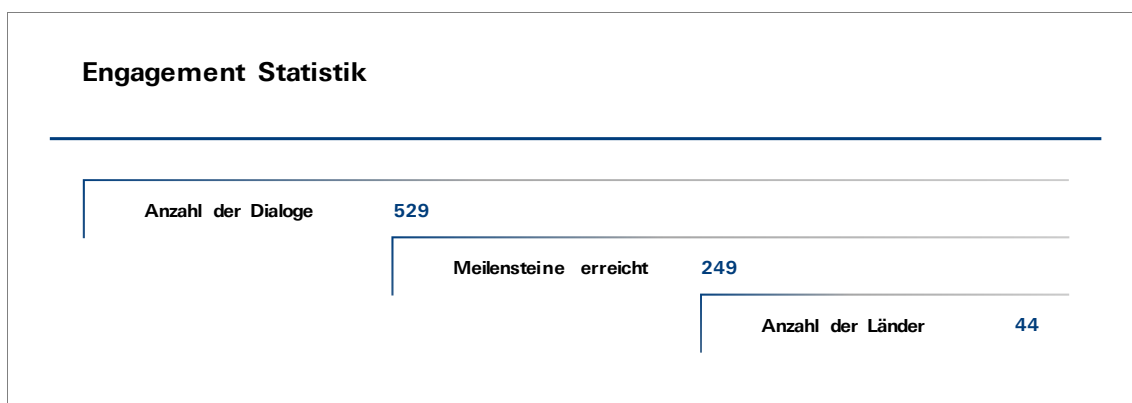 Engagement Statistik
Anzahl der Dialoge 529
Meilensteine erreicht 249
Anzahl der Länder 44